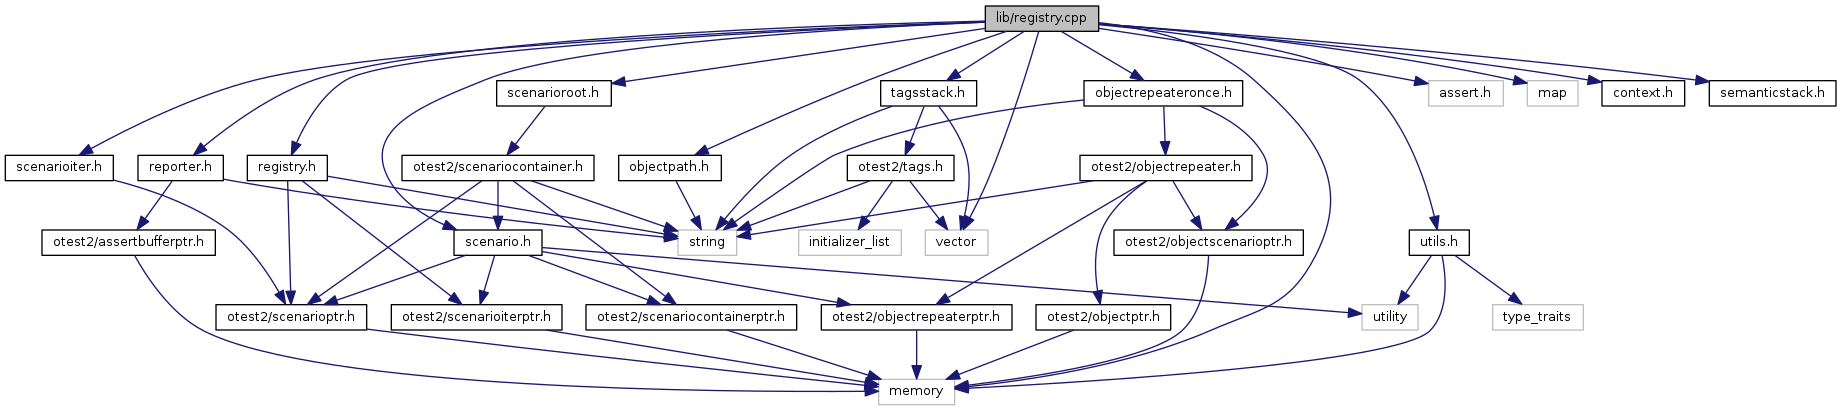 lib/registry.cpp
scenarioroot.h
tagsstack.h
objectrepeateronce.h
assert.h
map
context.h
semanticstack.h
scenarioiter.h
reporter.h
registry.h
otest2/scenariocontainer.h
objectpath.h
otest2/tags.h
otest2/objectrepeater.h
otest2/assertbufferptr.h
scenario.h
string
initializer_list
vector
otest2/objectscenarioptr.h
utils.h
otest2/scenarioptr.h
otest2/scenarioiterptr.h
otest2/scenariocontainerptr.h
otest2/objectrepeaterptr.h
otest2/objectptr.h
utility
type_traits
memory